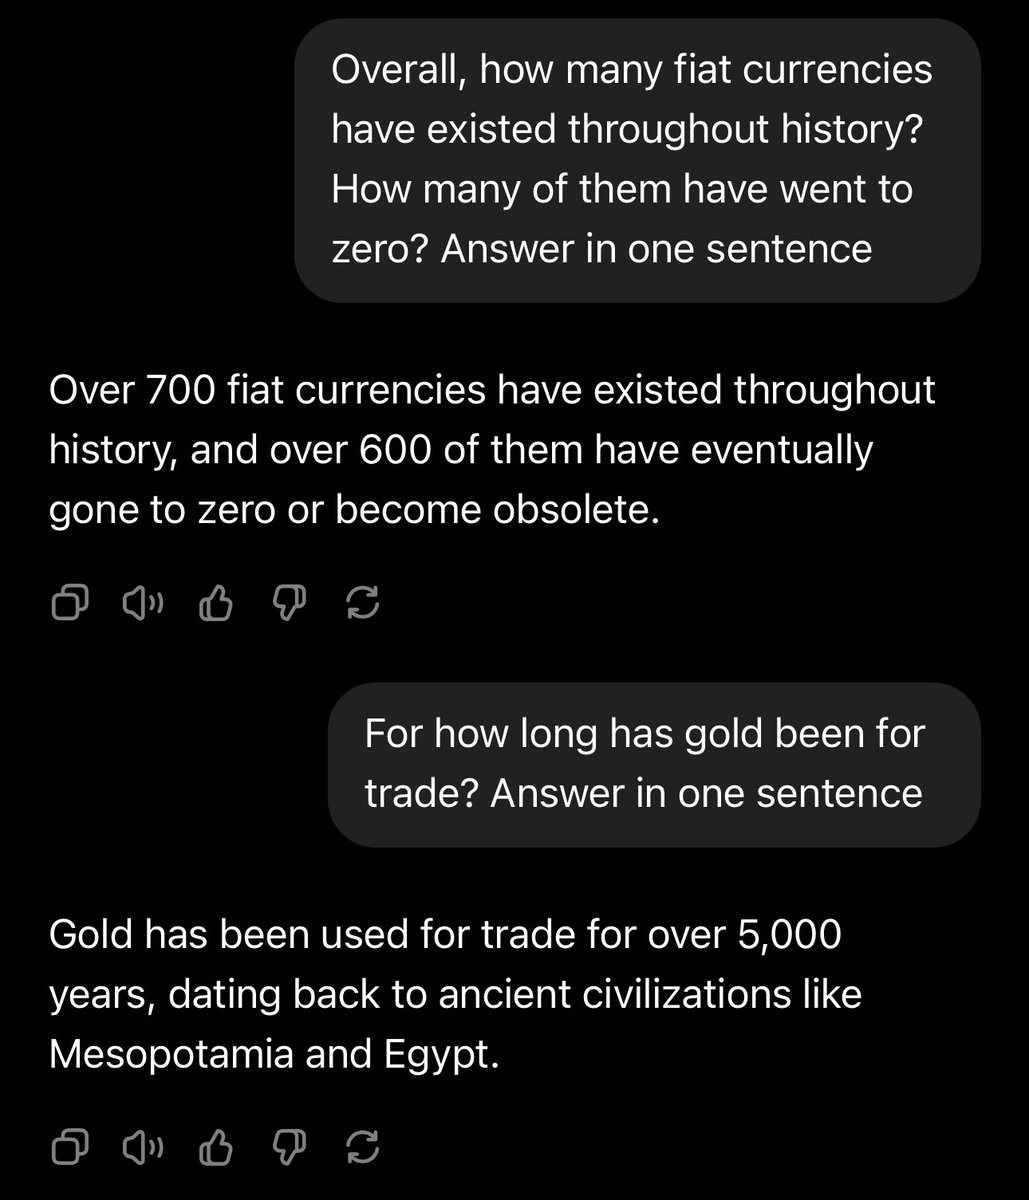 Overall, how many fiat currencies
have existed throughout history?
How many of them have went to
zero? Answer in one sentence
Over 700 fiat currencies have existed throughout
history, and over 600 of them have eventually
gone to zero or become obsolete.
For how long has gold been for
trade? Answer in one sentence
Gold has been used for trade for over 5,000
years, dating back to ancient civilizations like
Mesopotamia and Egypt.